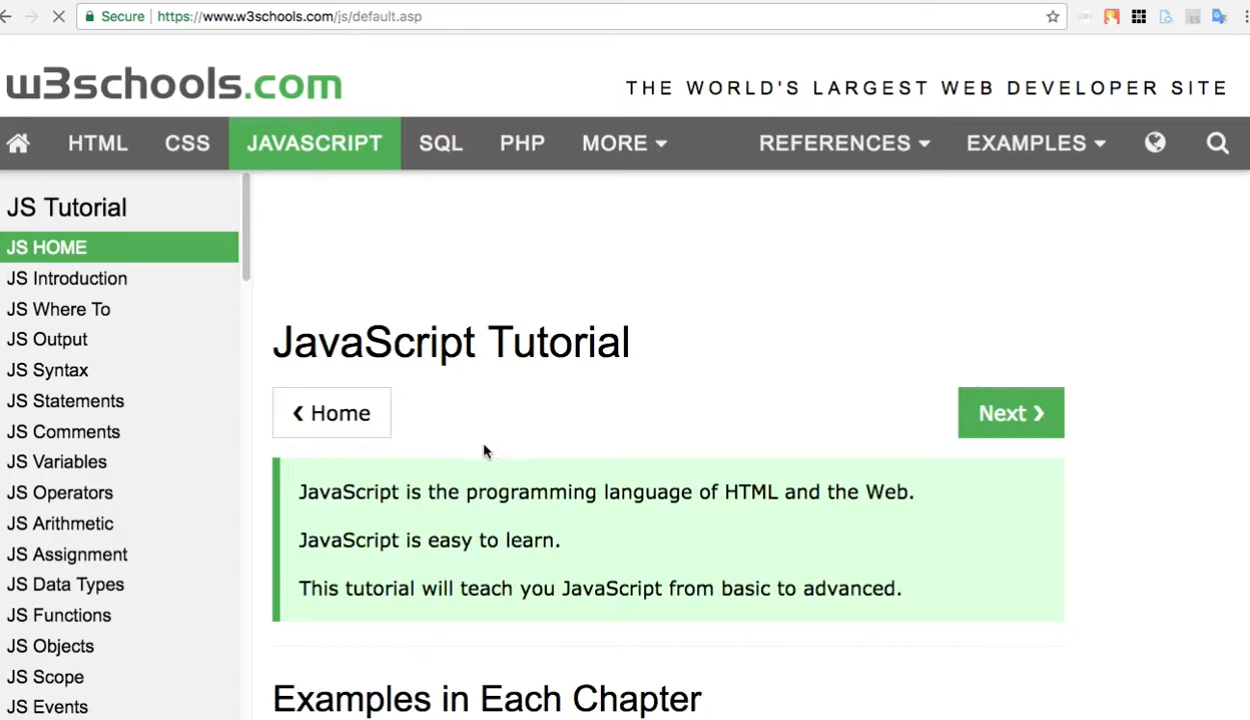 Secure https://www.w3schools.com/js/default.asp
w3schools.com
THE WORLD'S LARGEST WEB DEVELOPER SITE
HTML CSS JAVASCRIPT SQL PHP MORE REFERENCES EXAMPLES
JS Tutorial
JS HOME
JS Introduction
JS Where To
JS Output
JS Syntax
JS Statements
JS Comments
JS Variables
JS Operators
JS Arithmetic
JS Assignment
JS Data Types
JS Functions
JS Objects
JS Scope
JS Events
JavaScript Tutorial
❮ Home
Next ❯
JavaScript is the programming language of HTML and the Web.
JavaScript is easy to learn.
This tutorial will teach you JavaScript from basic to advanced.
Examples in Each Chapter